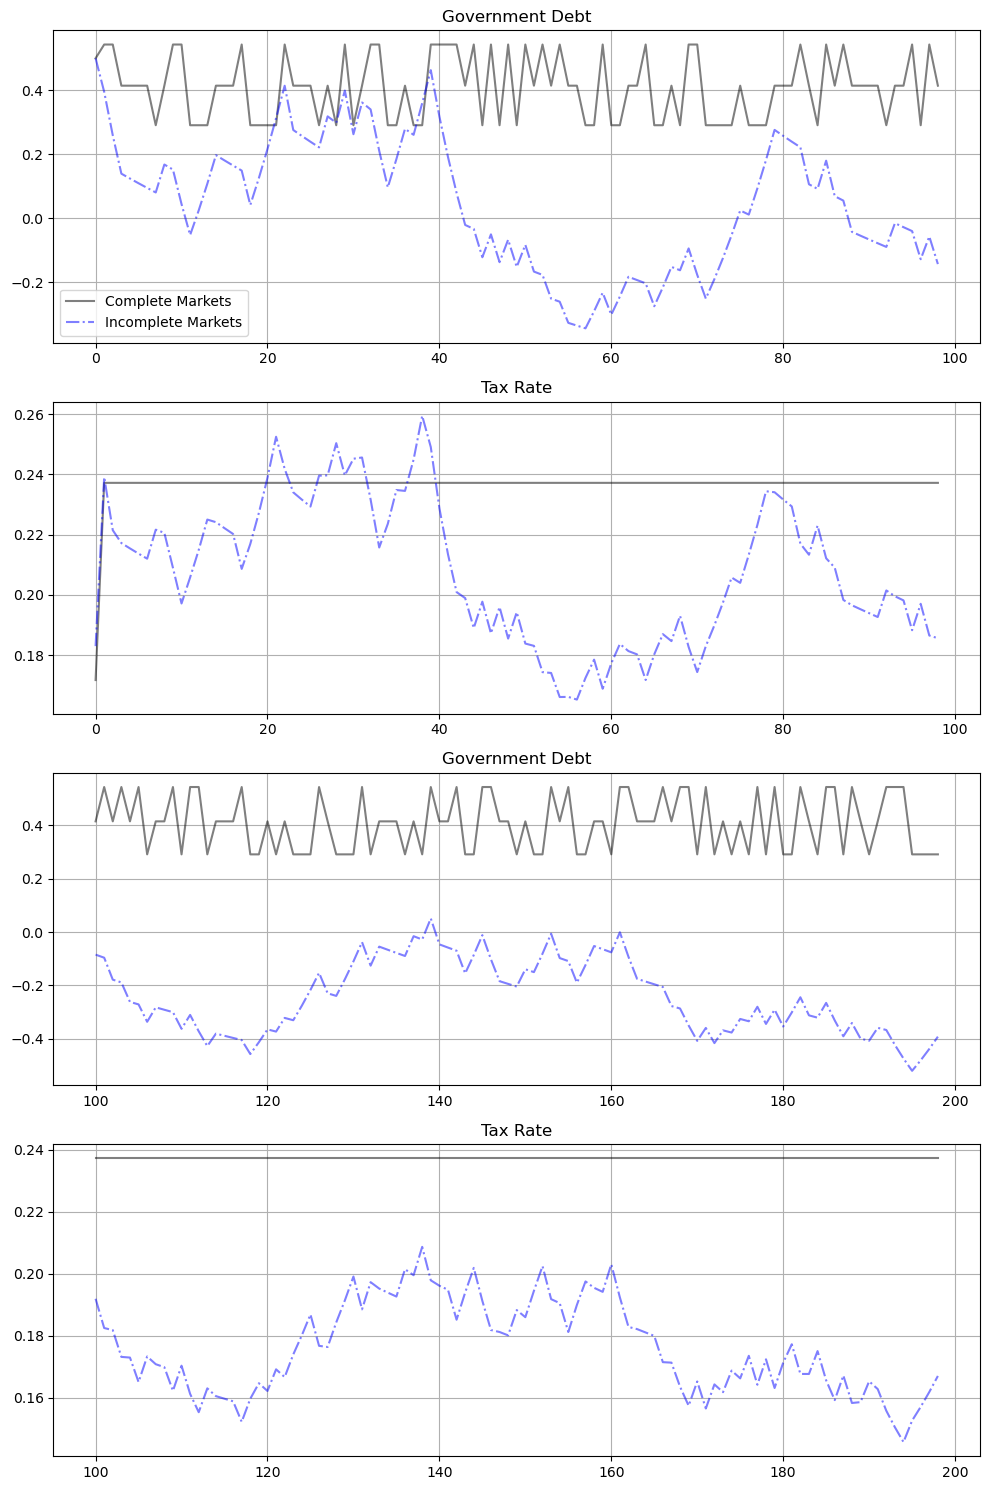 Government Debt
0.4
0.2
0.0
−0.2
Complete Markets
Incomplete Markets
0 20 40 60 80 100
Tax Rate
0.26
0.24
0.22
0.20
0.18
0 20 40 60 80 100
Government Debt
0.4
0.2
0.0
−0.2
−0.4
100 120 140 160 180 200
Tax Rate
0.24
0.22
0.20
0.18
0.16
100 120 140 160 180 200